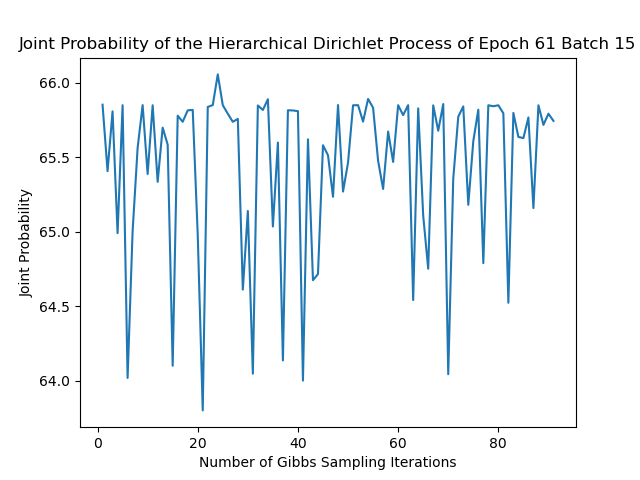 Joint Probability of the Hierarchical Dirichlet Process of Epoch 61 Batch 15
66.0
65.5
65.0
64.5
64.0
Joint Probability
0 20 40 60 80
Number of Gibbs Sampling Iterations